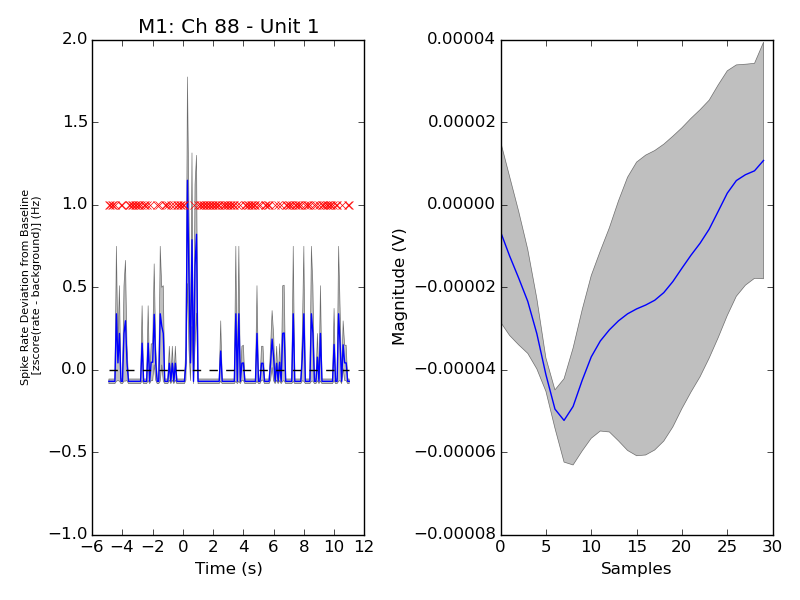 M1: Ch 88 - Unit 1
Spike Rate Deviation from Baseline
[zscore(rate - background)] (Hz)
2.0
1.5
1.0
0.5
0.0
−0.5
−1.0
−6 −4 −2 0 2 4 6 8 10 12
Time (s)
Magnitude (V)
0.00004
0.00002
0.00000
−0.00002
−0.00004
−0.00006
−0.00008
0 5 10 15 20 25 30
Samples